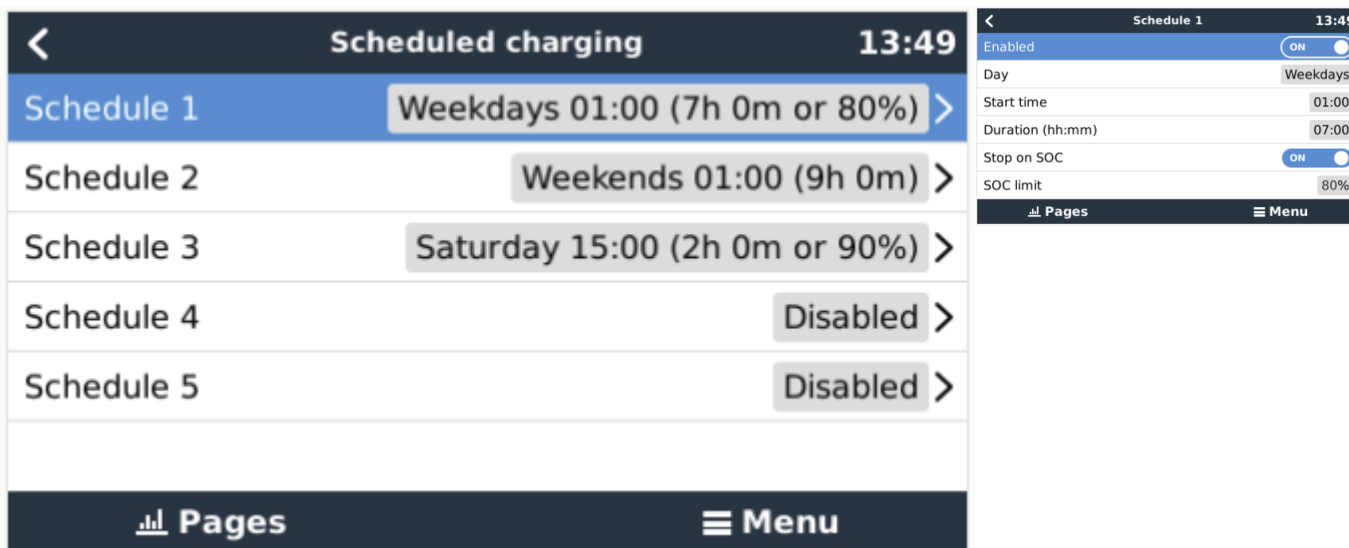 Scheduled charging 13:49
Schedule 1 Weekdays 01:00 (7h 0m or 80%)
Schedule 2 Weekends 01:00 (9h 0m)
Schedule 3 Saturday 15:00 (2h 0m or 90%)
Schedule 4 Disabled
Schedule 5 Disabled
Pages Menu
Schedule 1 13:49
Enabled ON
Day Weekdays
Start time 01:00
Duration (hh:mm) 07:00
Stop on SOC ON
SOC limit 80%
Pages Menu